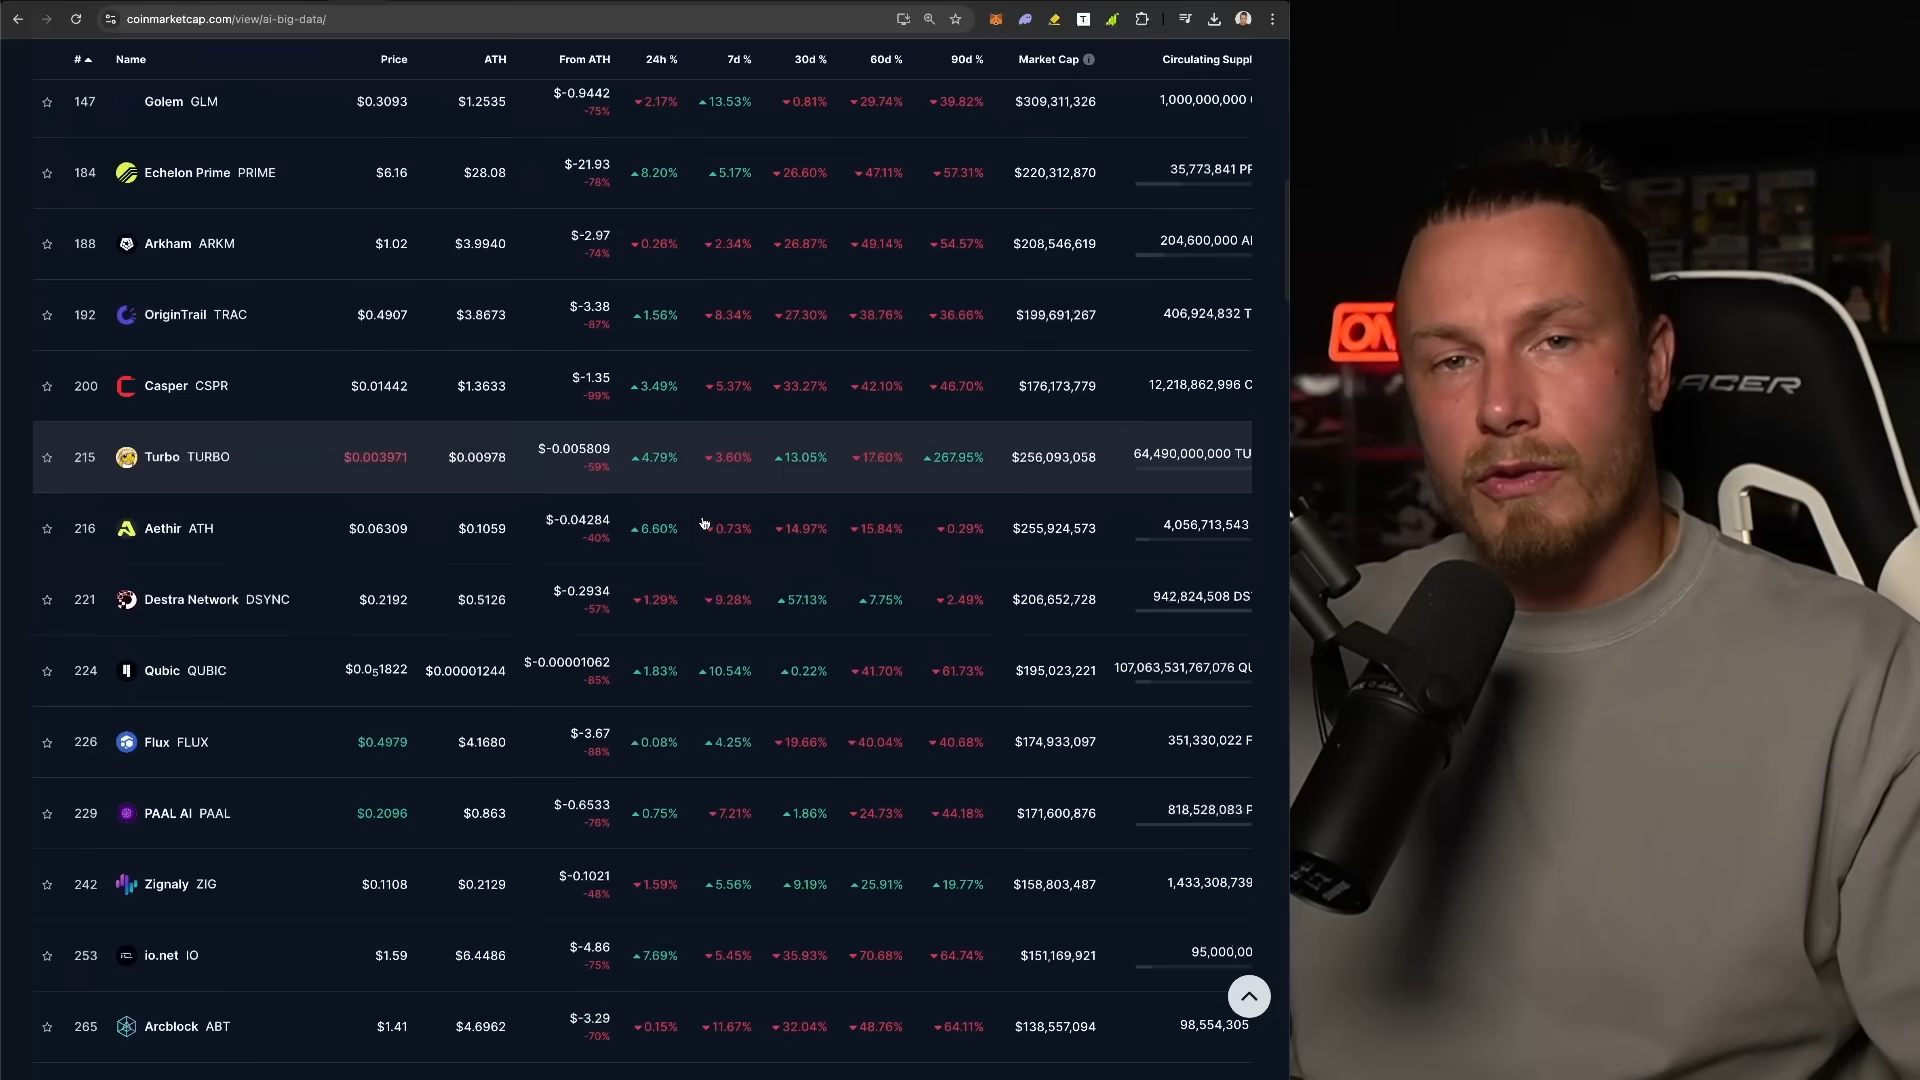 coinmarketcap.com/view/ai-big-data/
# Name Price ATH From ATH 24h % 7d % 30d % 60d % 90d % Market Cap Circulating Suppl
147 Golem GLM $0.3093 $1.2535 $-0.9442 -75% 2.17% 13.53% 0.81% 29.74% 39.82% $309,311,326 1,000,000,000
184 Echelon Prime PRIME $6.16 $28.08 $-21.93 -78% 8.20% 5.17% 26.60% 47.11% 57.31% $220,312,870 35,773,841 PF
188 Arkham ARKM $1.02 $3.9940 $-2.97 -74% 0.26% 2.34% 26.87% 49.14% 54.57% $208,546,619 204,600,000 A
192 OriginTrail TRAC $0.4907 $3.8673 $-3.38 -87% 1.56% 8.34% 27.30% 38.76% 36.66% $199,691,267 406,924,832 T
200 Casper CSPR $0.01442 $1.3633 $-1.35 -99% 3.49% 5.37% 33.27% 42.10% 46.70% $176,173,779 12,218,862,996 C
215 Turbo TURBO $0.003971 $0.00978 $-0.005809 -59% 4.79% 3.60% 13.05% 17.60% 267.95% $256,093,058 64,490,000,000 TU
216 Aethir ATH $0.06309 $0.1059 $-0.04284 -40% 6.60% 0.73% 14.97% 15.84% 0.29% $255,924,573 4,056,713,543
221 Destra Network DSYNC $0.2192 $0.5126 $-0.2934 -57% 1.29% 9.28% 57.13% 7.75% 2.49% $206,652,728 942,824,508 DS
224 Qubic QUBIC $0.0₅1822 $0.00001244 $-0.00001062 -85% 1.83% 10.54% 0.22% 41.70% 61.73% $195,023,221 107,063,531,767,076 QU
226 Flux FLUX $0.4979 $4.1680 $-3.67 -88% 0.08% 4.25% 19.66% 40.04% 40.68% $174,933,097 351,330,022 F
229 PAAL AI PAAL $0.2096 $0.863 $-0.6533 -76% 0.75% 7.21% 1.86% 24.73% 44.18% $171,600,876 818,528,083 P
242 Zignaly ZIG $0.1108 $0.2129 $-0.1021 -48% 1.59% 5.56% 9.19% 25.91% 19.77% $158,803,487 1,433,308,739
253 io.net IO $1.59 $6.4486 $-4.86 -75% 7.69% 5.45% 35.93% 70.68% 64.74% $151,169,921 95,000,00
265 Arcblock ABT $1.41 $4.6962 $-3.29 -70% 0.15% 11.67% 32.04% 48.76% 64.11% $138,557,094 98,554,305